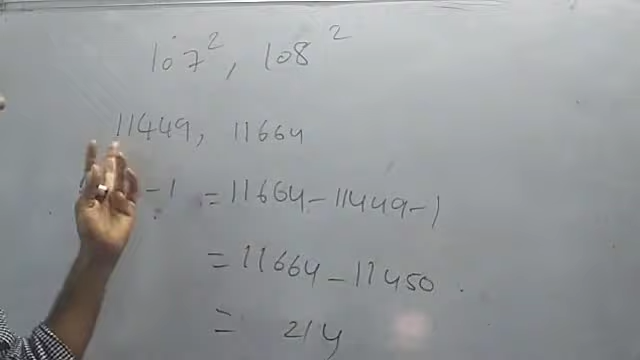 107², 108²
11449, 11664
-1 = 11664-11449-1
= 11664-11450
= 214